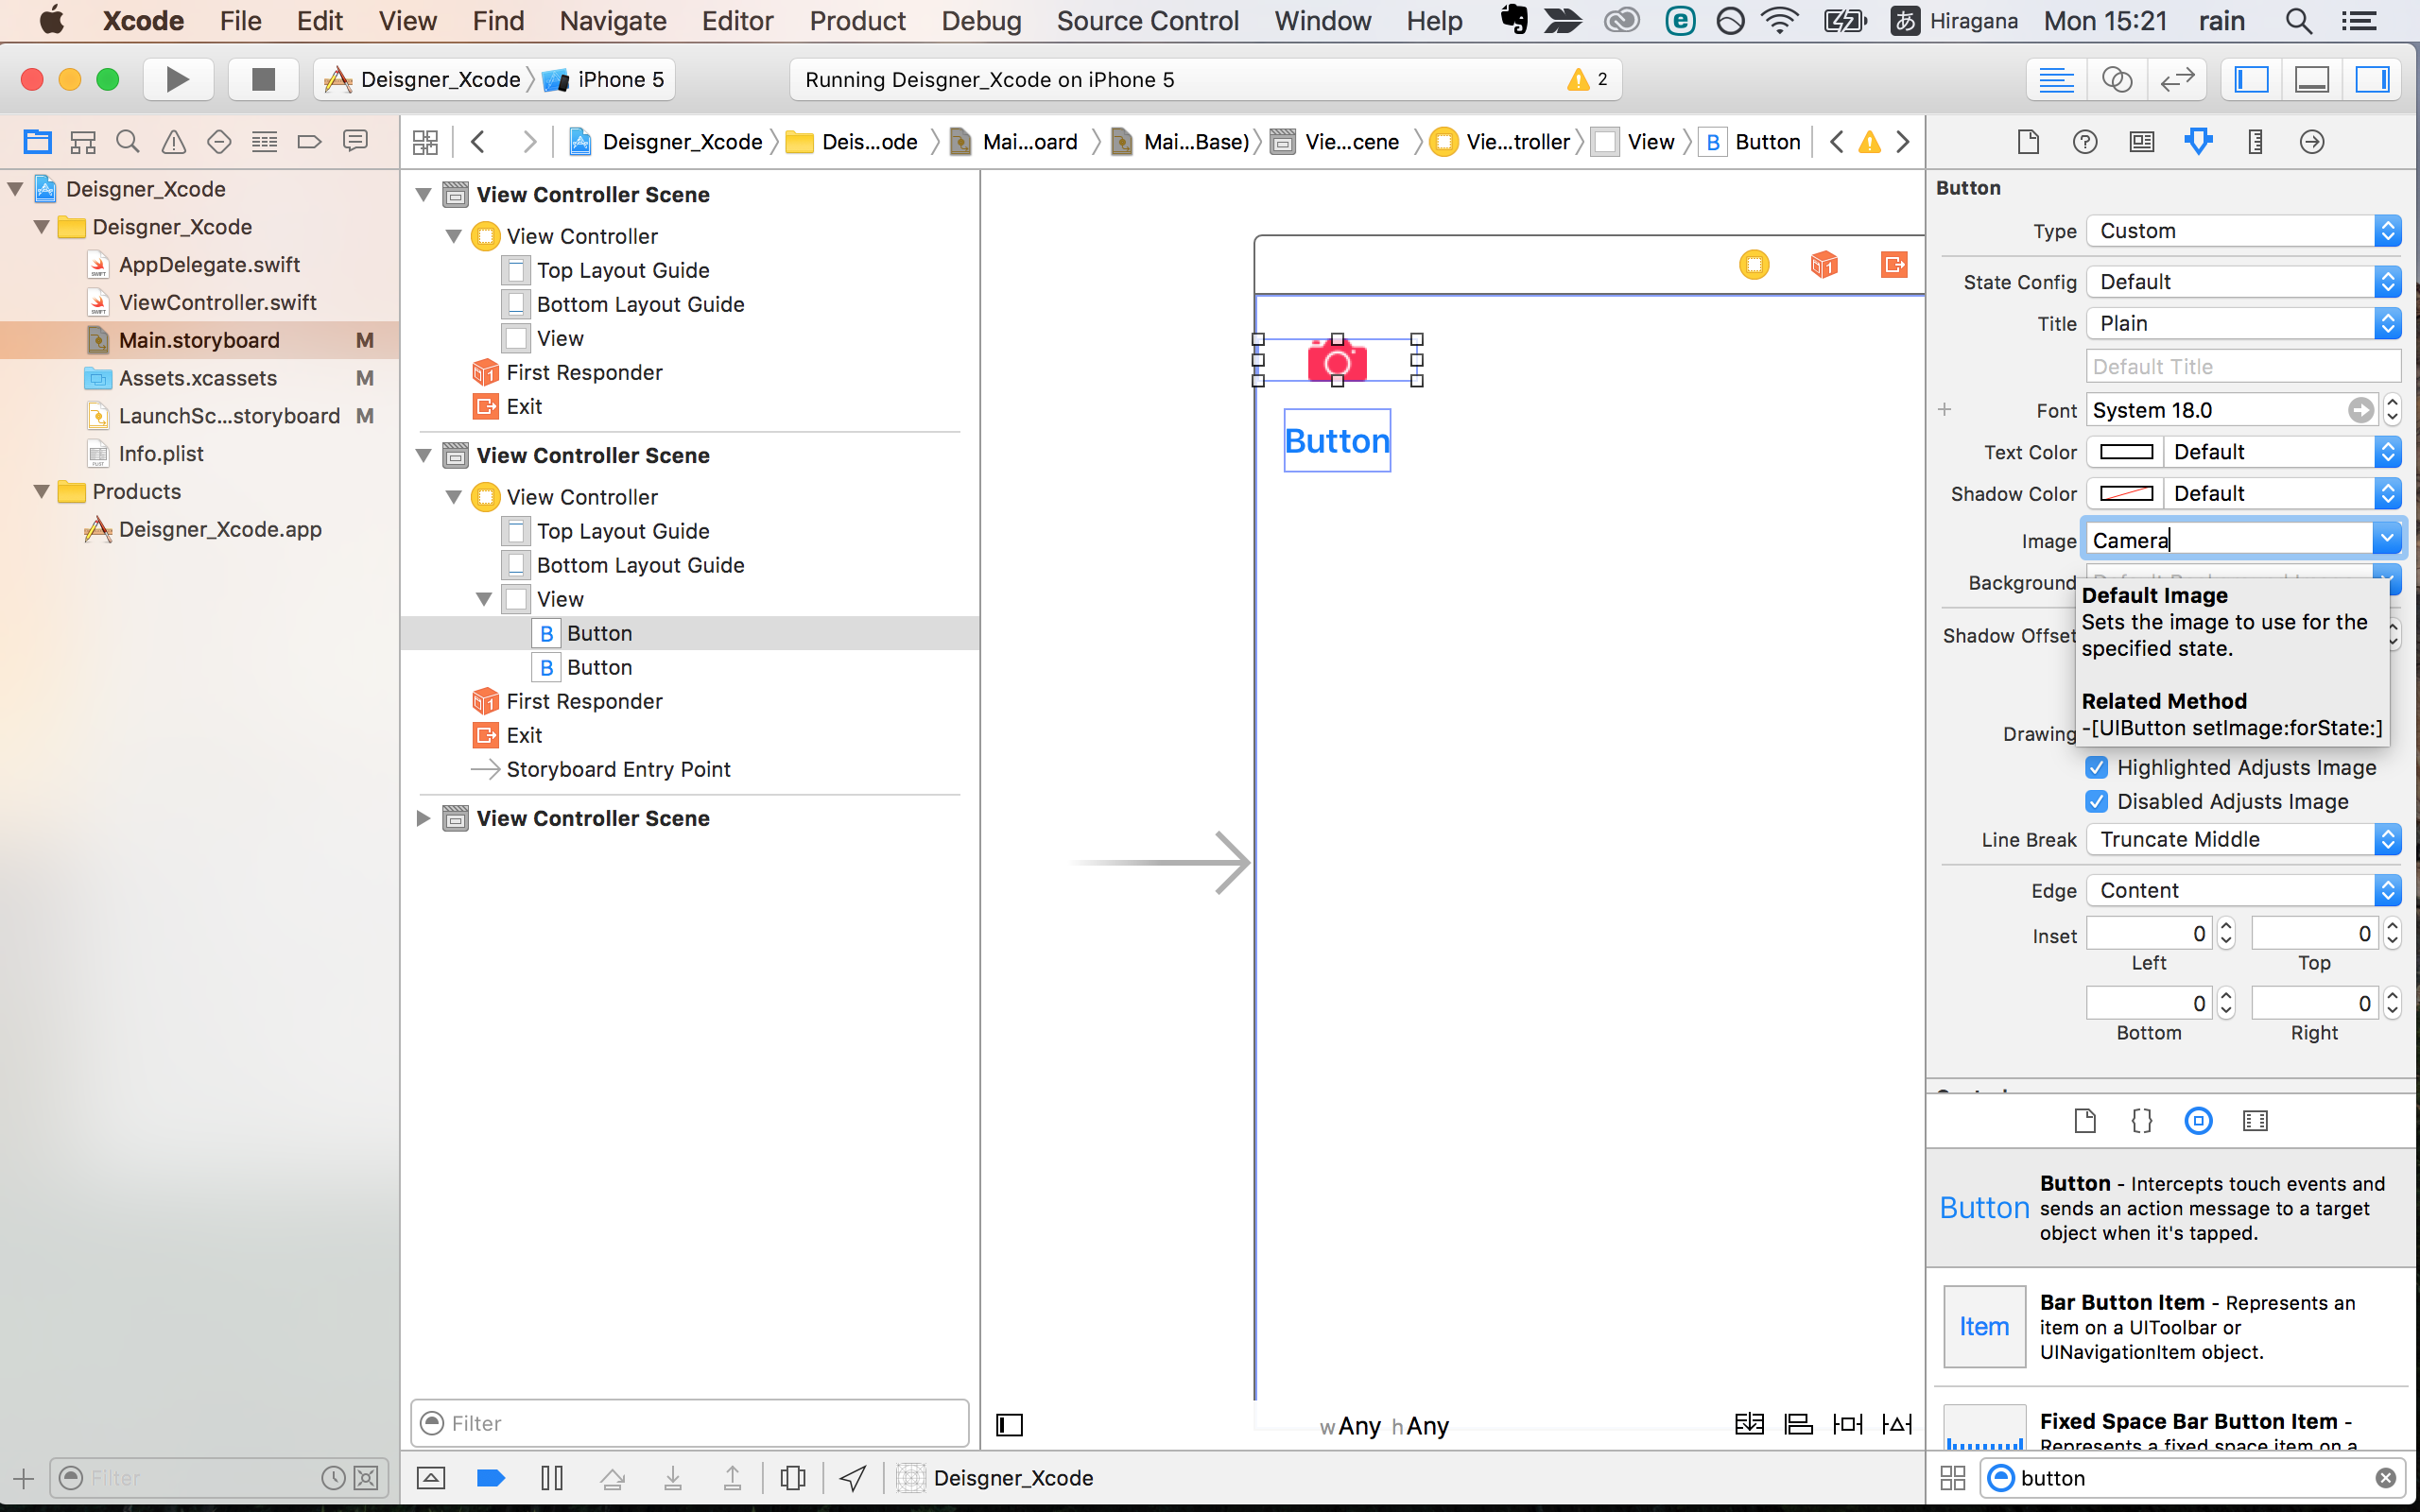 Xcode File Edit View Find Navigate Editor Product Debug Source Control Window Help あ Hiragana Mon 15:21 rain
Deisgner_Xcode iPhone 5
Running Deisgner_Xcode on iPhone 5
2
Deisgner_Xcode Deis...ode Mai...oard Mai...Base) Vie...cene Vie...troller View B Button
Deisgner_Xcode
Deisgner_Xcode
AppDelegate.swift
ViewController.swift
Main.storyboard M
Assets.xcassets M
LaunchSc...storyboard M
Info.plist
Products
Deisgner_Xcode.app
Filter
View Controller Scene
View Controller
Top Layout Guide
Bottom Layout Guide
View
First Responder
Exit
View Controller Scene
View Controller
Top Layout Guide
Bottom Layout Guide
View
B Button
B Button
First Responder
Exit
Storyboard Entry Point
View Controller Scene
Filter
Button
wAny hAny
Deisgner_Xcode
Button
Type Custom
State Config Default
Title Plain
Default Title
Font System 18.0
Text Color Default
Shadow Color Default
Image Camera
Background
Default Image
Sets the image to use for the
specified state.
Related Method
-[UIButton setImage:forState:]
Shadow Offset
Drawing
Highlighted Adjusts Image
Disabled Adjusts Image
Line Break Truncate Middle
Edge Content
Inset 0 0
Left Top
0 0
Bottom Right
Button
Button - Intercepts touch events and
sends an action message to a target
object when it's tapped.
Item
Bar Button Item - Represents an
item on a UIToolbar or
UINavigationItem object.
Fixed Space Bar Button Item -
Represents a fixed space item on a
button